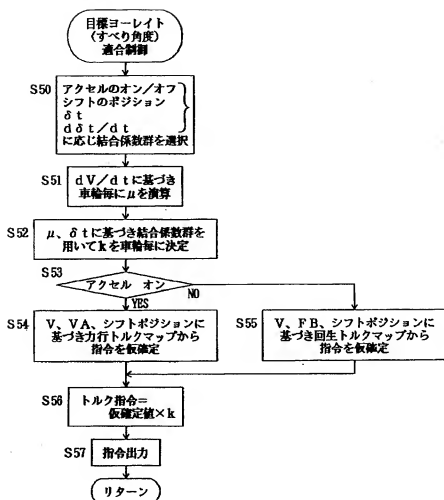 目標ヨーレイト
(すべり角度)
適合制御
S50
アクセルのオン/オフ
シフトのポジション
δt
dδt/dt
に応じ結合係数群を選択
S51
dV/dtに基づき
車輪毎にμを演算
S52
μ、δtに基づき結合係数群を
用いてkを車輪毎に決定
S53
アクセル オン
YES
NO
S54
V、VA、シフトポジションに
基づき力行トルクマップから
指令を仮確定
S55
V、FB、シフトポジションに
基づき回生トルクマップから
指令を仮確定
S56
トルク指令=
仮確定値×k
S57
指令出力
リターン